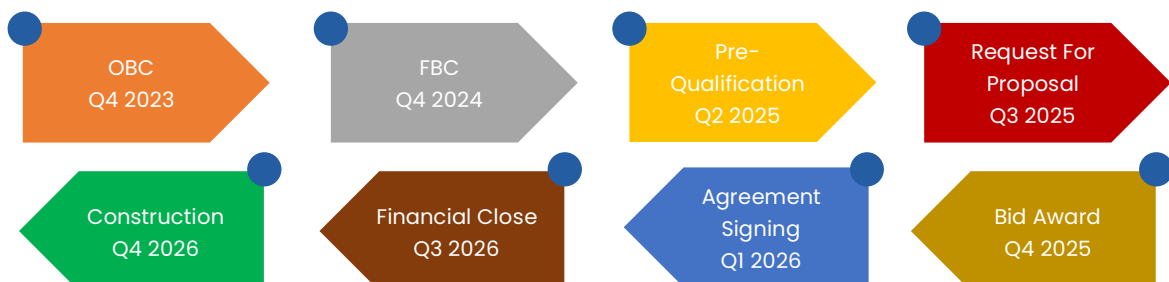 OBC
Q4 2023
FBC
Q4 2024
Pre-
Qualification
Q2 2025
Request For
Proposal
Q3 2025
Construction
Q4 2026
Financial Close
Q3 2026
Agreement
Signing
Q1 2026
Bid Award
Q4 2025